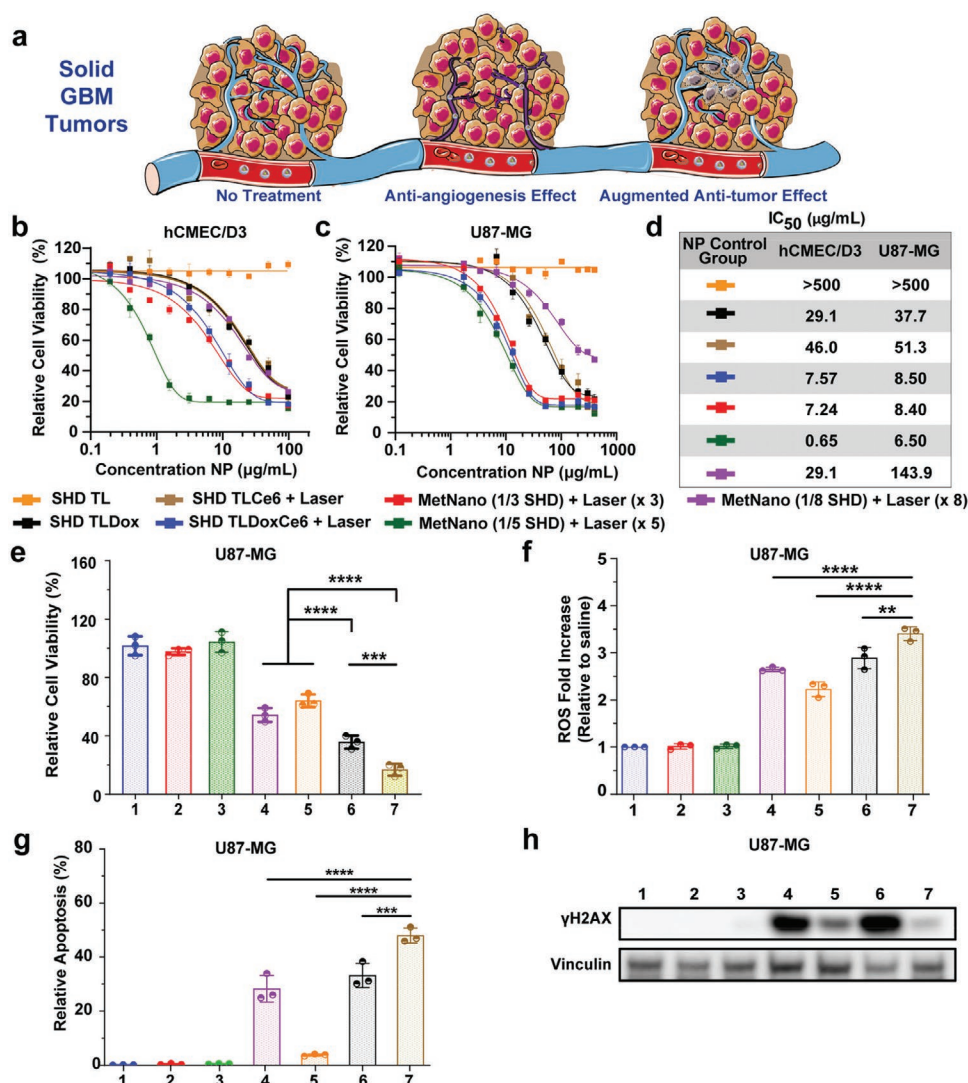 a
Solid
GBM
Tumors
No Treatment
Anti-angiogenesis Effect
Augmented Anti-tumor Effect
b
hCMEC/D3
Relative Cell Viability (%)
120
100
80
60
40
20
0
0.1
1
10
100
Concentration NP (µg/mL)
c
U87-MG
Relative Cell Viability (%)
120
100
80
60
40
20
0
0.1
1
10
100
1000
Concentration NP (µg/mL)
d
IC50 (µg/mL)
NP Control Group hCMEC/D3 U87-MG
>500 >500
29.1 37.7
46.0 51.3
7.57 8.50
7.24 8.40
0.65 6.50
29.1 143.9
SHD TL
SHD TLCe6 + Laser
MetNano (1/3 SHD) + Laser (x 3)
MetNano (1/8 SHD) + Laser (x 8)
SHD TLDox
SHD TLDoxCe6 + Laser
MetNano (1/5 SHD) + Laser (x 5)
e
U87-MG
Relative Cell Viability (%)
160
120
80
40
0
****
****
***
1 2 3 4 5 6 7
f
U87-MG
ROS Fold Increase
(Relative to saline)
5
4
3
2
1
0
****
****
**
1 2 3 4 5 6 7
g
U87-MG
Relative Apoptosis (%)
80
60
40
20
0
****
****
***
1 2 3 4 5 6 7
h
U87-MG
1 2 3 4 5 6 7
γH2AX
Vinculin